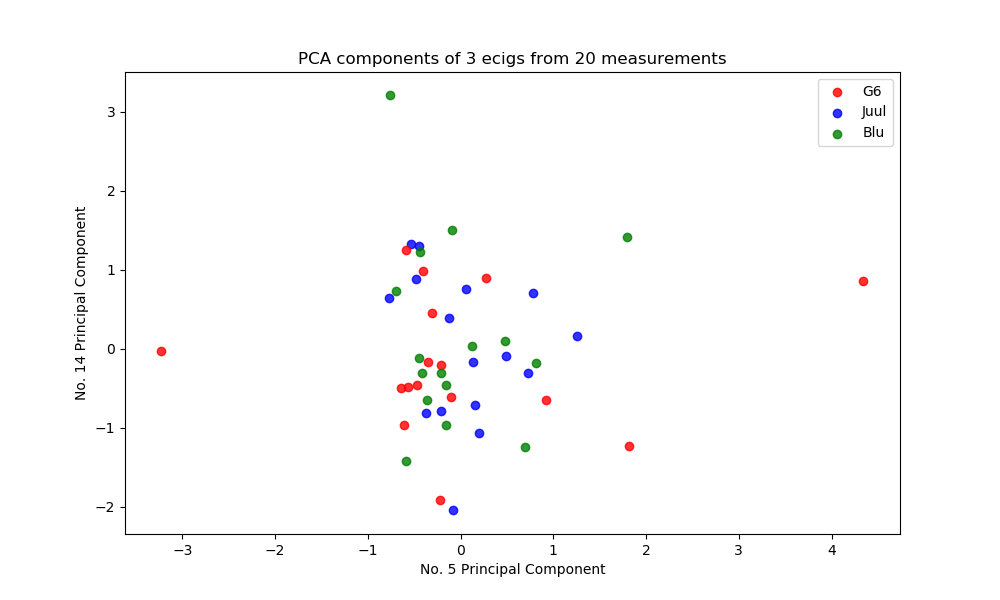 PCA components of 3 ecigs from 20 measurements
G6
Juul
Blu
No. 14 Principal Component
3
2
1
0
−1
−2
−3 −2 −1 0 1 2 3 4
No. 5 Principal Component